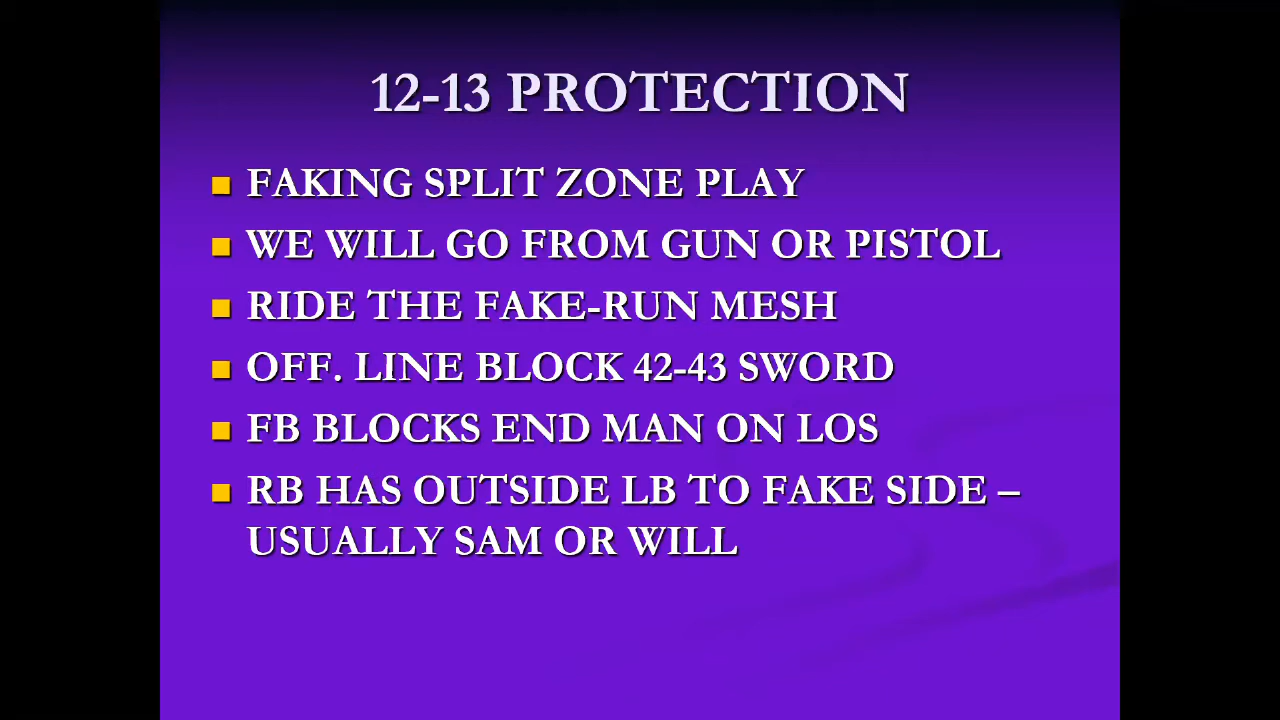 12-13 PROTECTION
FAKING SPLIT ZONE PLAY
WE WILL GO FROM GUN OR PISTOL
RIDE THE FAKE-RUN MESH
OFF. LINE BLOCK 42-43 SWORD
FB BLOCKS END MAN ON LOS
RB HAS OUTSIDE LB TO FAKE SIDE –
USUALLY SAM OR WILL